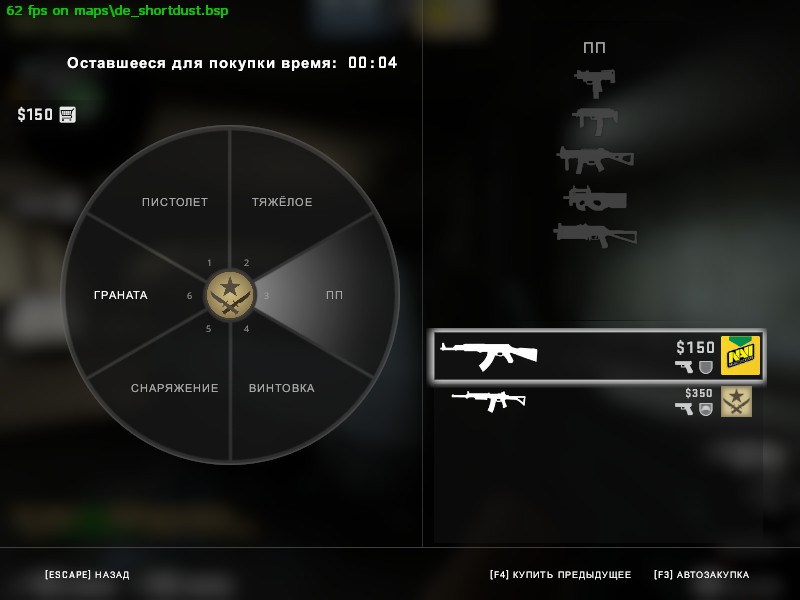 62 fps on maps\de_shortdust.bsp
Оставшееся для покупки время: 00:04
ПП
$150
ПИСТОЛЕТ
ТЯЖЁЛОЕ
1
2
ГРАНАТА
6
3
ПП
5
4
СНАРЯЖЕНИЕ
ВИНТОВКА
$150
NAVI
$350
[ESCAPE] НАЗАД
[F4] КУПИТЬ ПРЕДЫДУЩЕЕ
[F3] АВТОЗАКУПКА